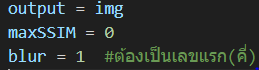 output = img
maxSSIM = 0
blur = 1  #ต้องเป็นเลขแรก(คี่)